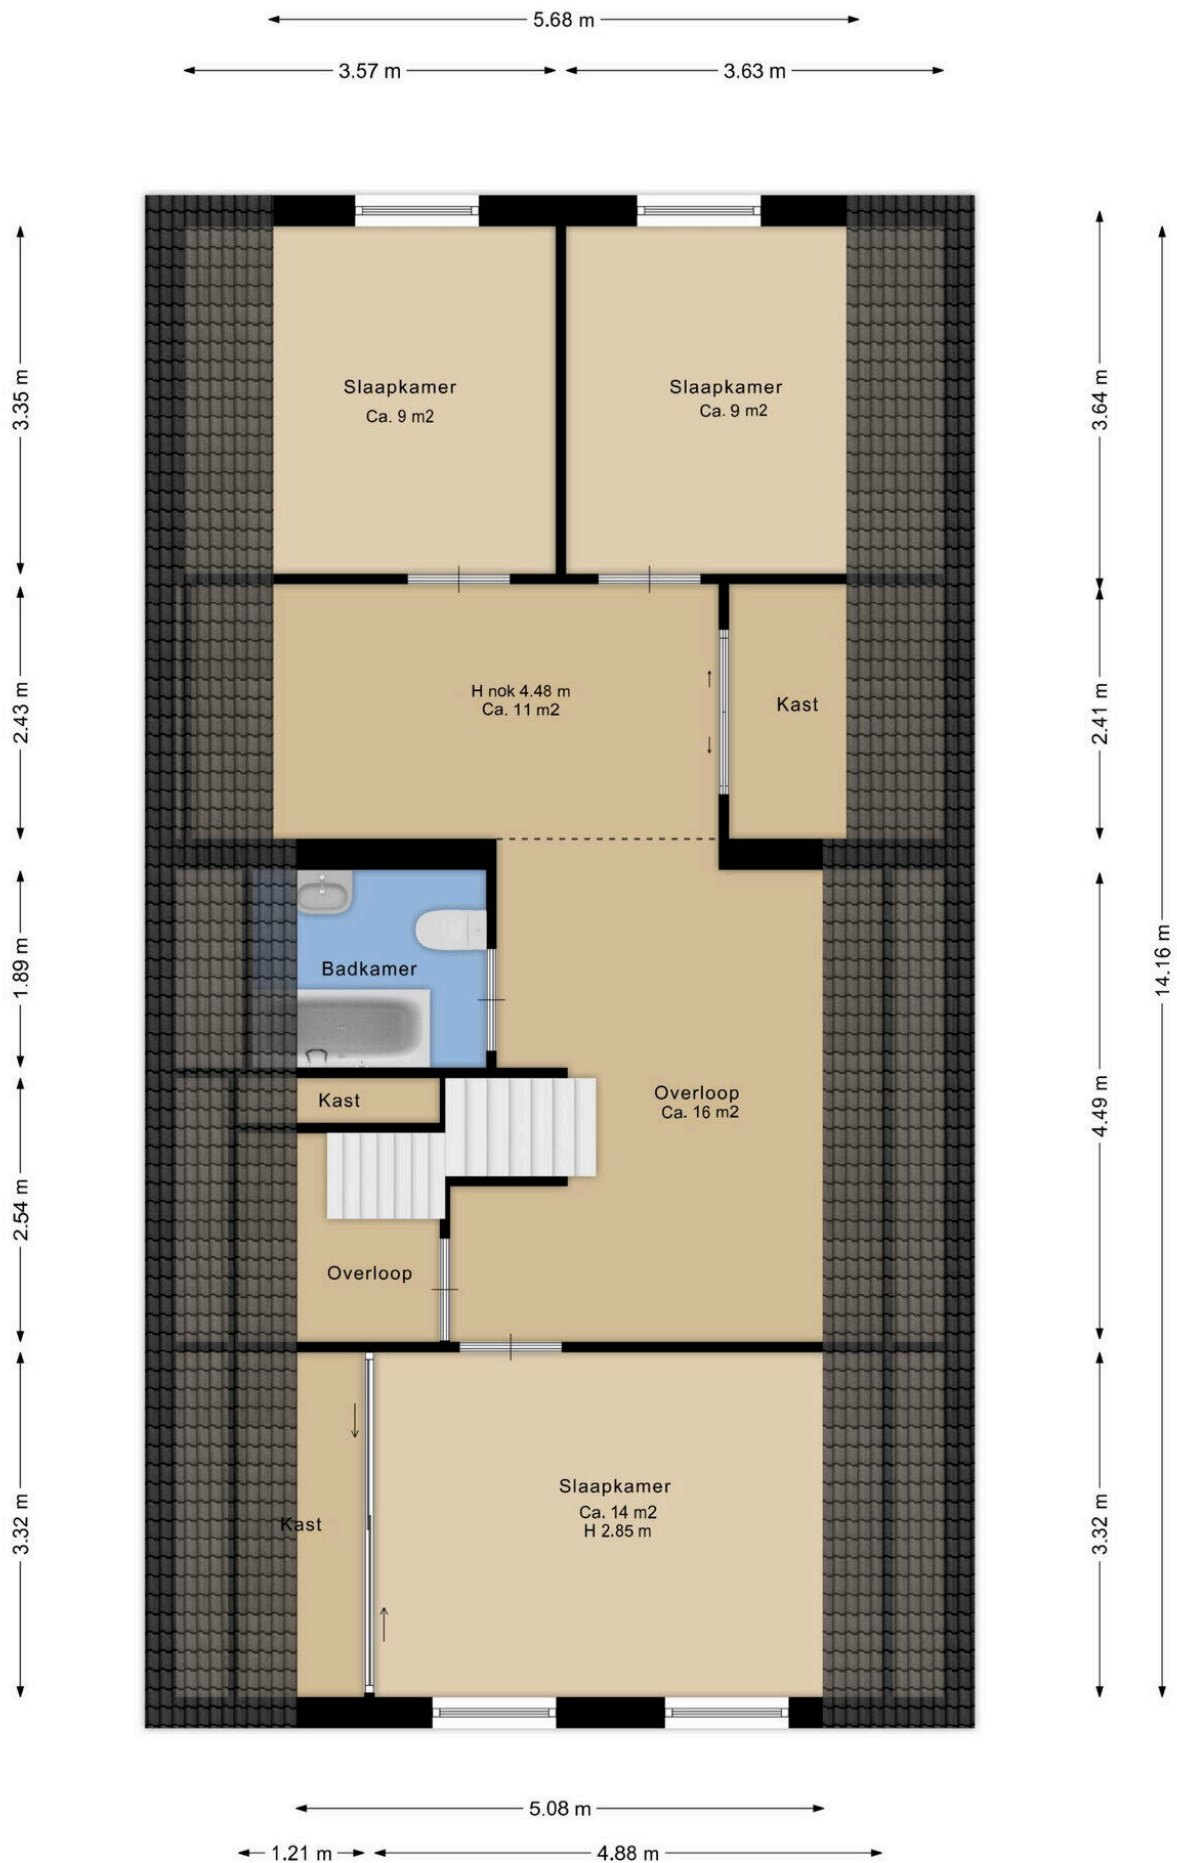 5.68 m
3.57 m
3.63 m
Slaapkamer
Ca. 9 m2
Slaapkamer
Ca. 9 m2
3.35 m
3.64 m
H nok 4.48 m
Ca. 11 m2
Kast
2.43 m
2.41 m
14.16 m
1.89 m
Badkamer
Kast
Overloop
Ca. 16 m2
4.49 m
2.54 m
Overloop
Slaapkamer
Ca. 14 m2
H 2.85 m
Kast
3.32 m
3.32 m
5.08 m
1.21 m
4.88 m